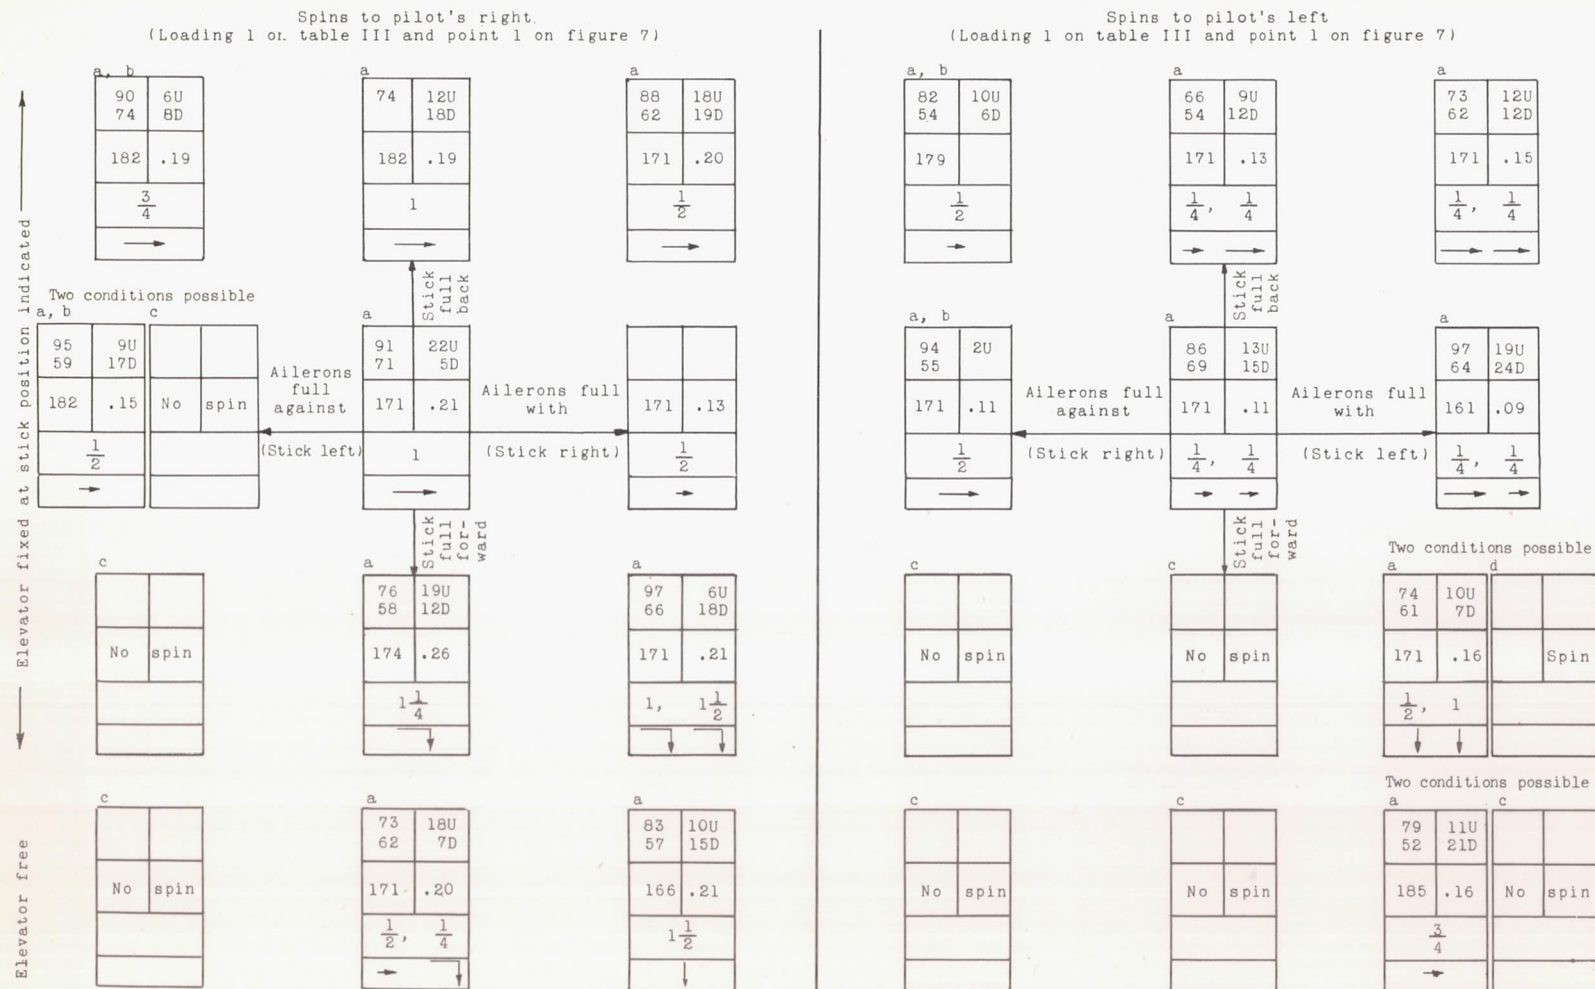 Spins to pilot's right.
(Loading 1 on table III and point 1 on figure 7)
Elevator fixed at stick position indicated
Elevator free
a, b
90 6U
74 8D
182 .19
3/4
a
74 12U
18D
182 .19
1
a
88 18U
62 19D
171 .20
1/2
Stick full back
Two conditions possible
a, b
95 9U
59 17D
182 .15
1/2
c
No spin
Ailerons full against
(Stick left)
a
91 22U
71 5D
171 .21
1
Ailerons full with
(Stick right)
171 .13
1/2
Stick full for-ward
c
No spin
a
76 19U
58 12D
174 .26
1 1/4
a
97 6U
66 18D
171 .21
1, 1 1/2
c
No spin
a
73 18U
62 7D
171 .20
1/2, 1/4
a
83 10U
57 15D
166 .21
1 1/2
Spins to pilot's left
(Loading 1 on table III and point 1 on figure 7)
a, b
82 10U
54 6D
179
1/2
a
66 9U
54 12D
171 .13
1/4, 1/4
a
73 12U
62 12D
171 .15
1/4, 1/4
Stick full back
a, b
94 2U
55
171 .11
1/2
Ailerons full against
(Stick right)
a
86 13U
69 15D
171 .11
1/4, 1/4
Ailerons full with
(Stick left)
a
97 19U
64 24D
161 .09
1/4, 1/4
Stick full for-ward
c
No spin
c
No spin
Two conditions possible
a
74 10U
61 7D
171 .16
1/2, 1
d
Spin
c
No spin
c
No spin
Two conditions possible
a
79 11U
52 21D
185 .16
3/4
c
No spin